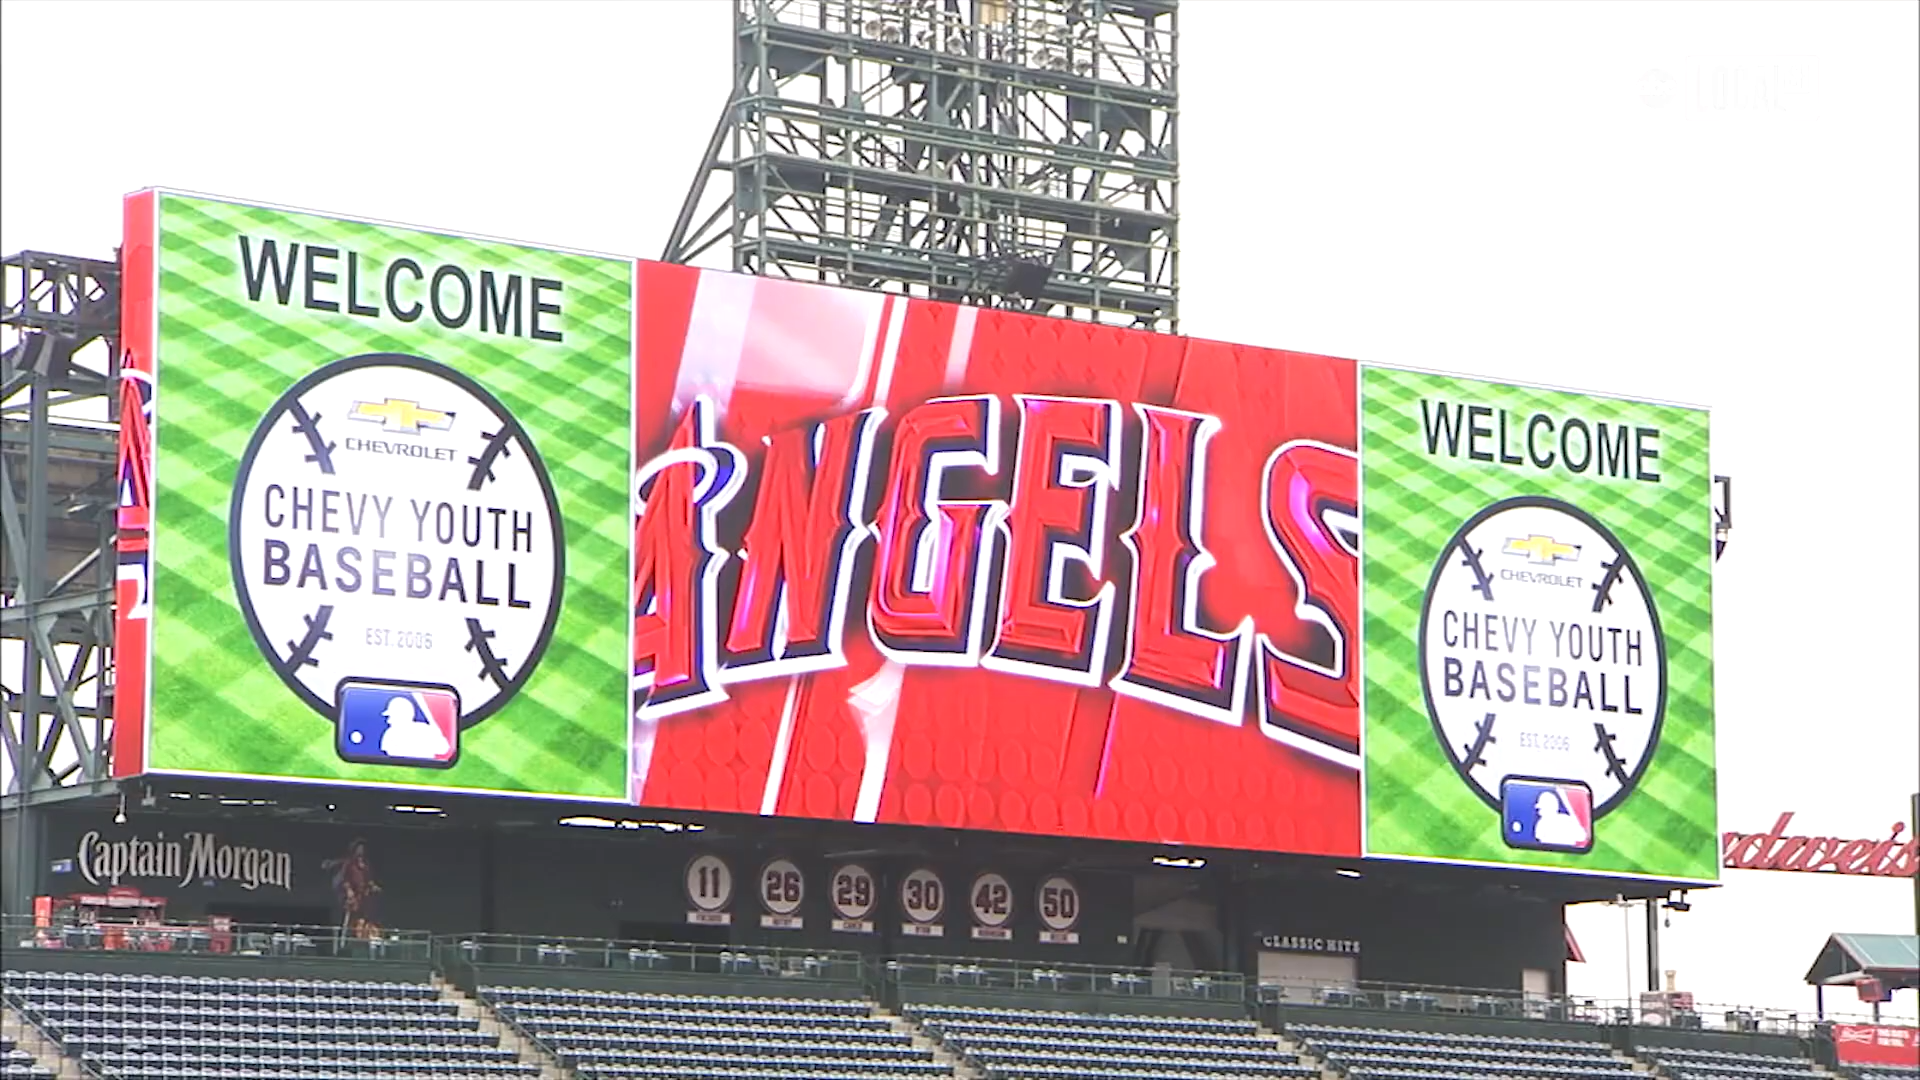 WELCOME
CHEVROLET
CHEVY YOUTH
BASEBALL
EST. 2006
ANGELS
WELCOME
CHEVROLET
CHEVY YOUTH
BASEBALL
EST. 2006
Captain Morgan
11
26
29
30
42
50
CLASSIC HITS